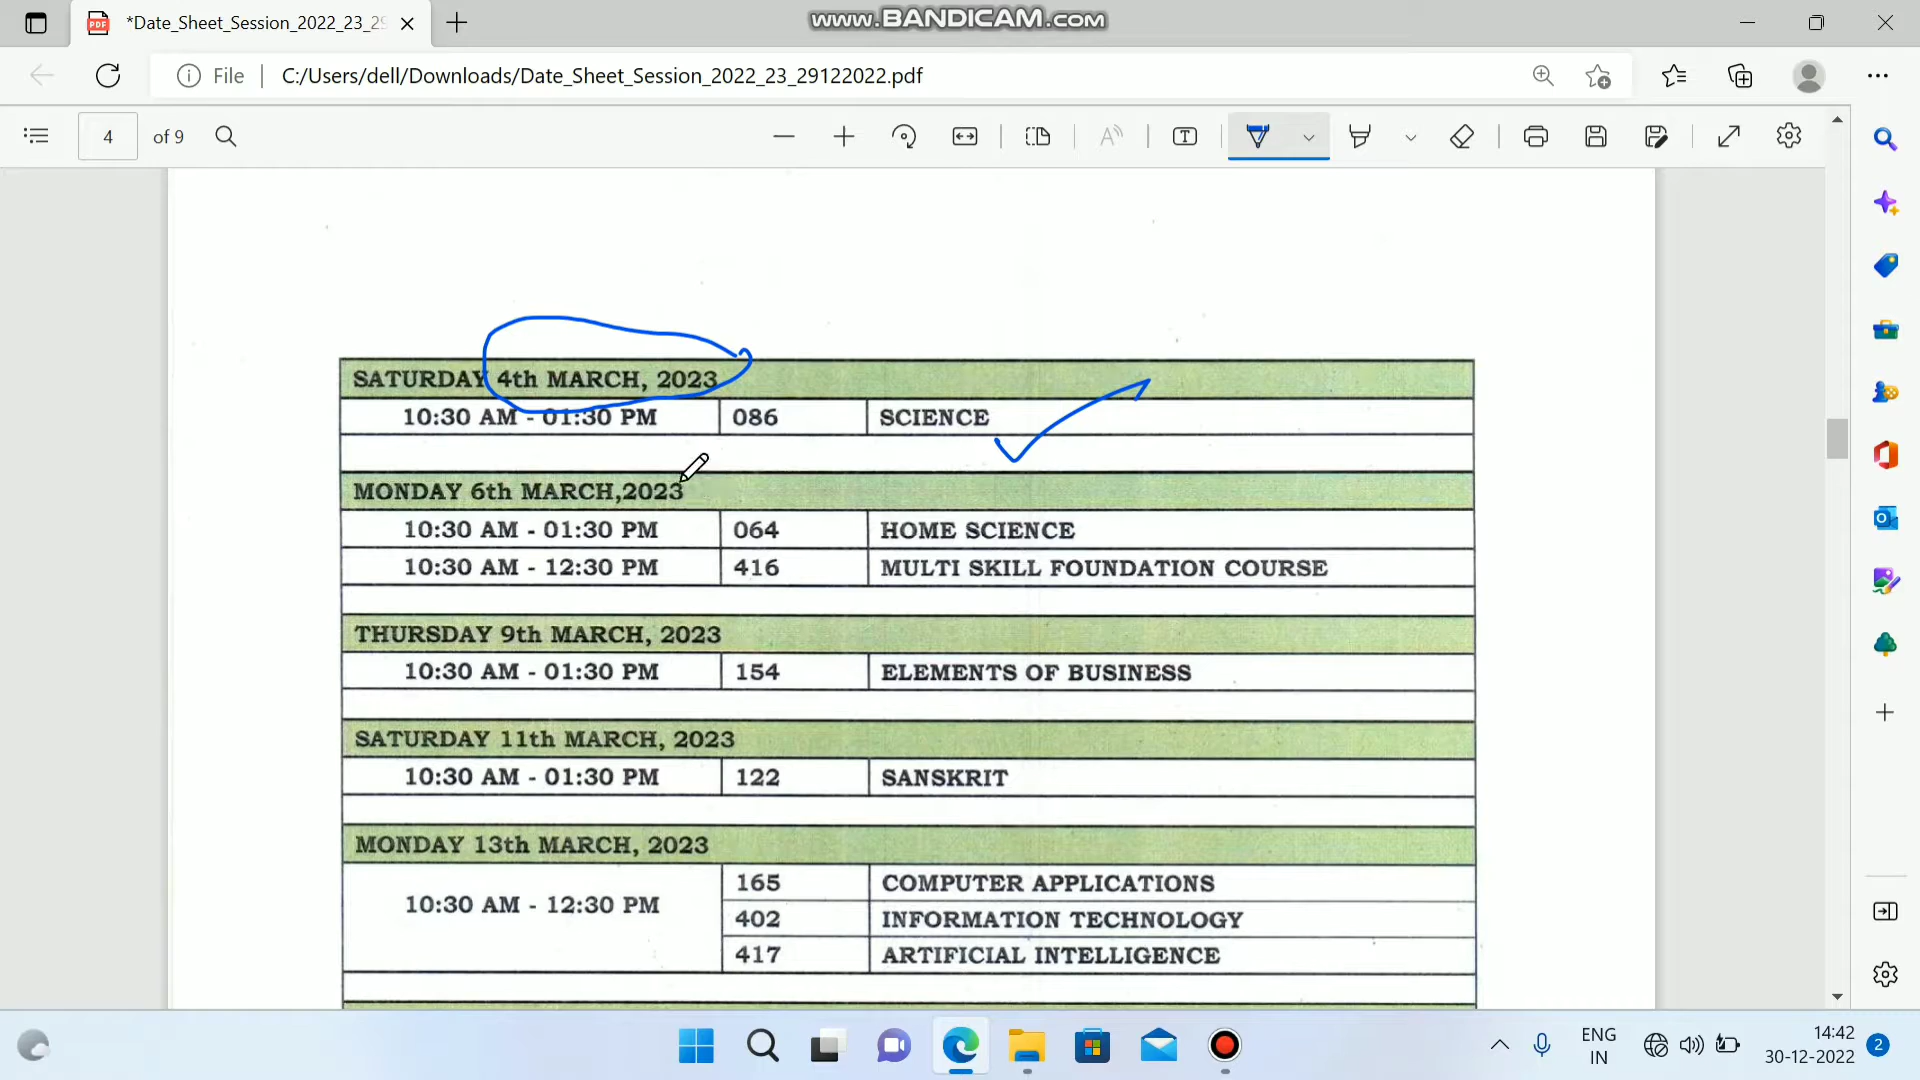 www.BANDICAM.com
*Date_Sheet_Session_2022_23_29
File
C:/Users/dell/Downloads/Date_Sheet_Session_2022_23_29122022.pdf
4 of 9
SATURDAY 4th MARCH, 2023
10:30 AM - 01:30 PM 086 SCIENCE
MONDAY 6th MARCH,2023
10:30 AM - 01:30 PM 064 HOME SCIENCE
10:30 AM - 12:30 PM 416 MULTI SKILL FOUNDATION COURSE
THURSDAY 9th MARCH, 2023
10:30 AM - 01:30 PM 154 ELEMENTS OF BUSINESS
SATURDAY 11th MARCH, 2023
10:30 AM - 01:30 PM 122 SANSKRIT
MONDAY 13th MARCH, 2023
10:30 AM - 12:30 PM
165 COMPUTER APPLICATIONS
402 INFORMATION TECHNOLOGY
417 ARTIFICIAL INTELLIGENCE
ENG
IN
14:42
30-12-2022
2